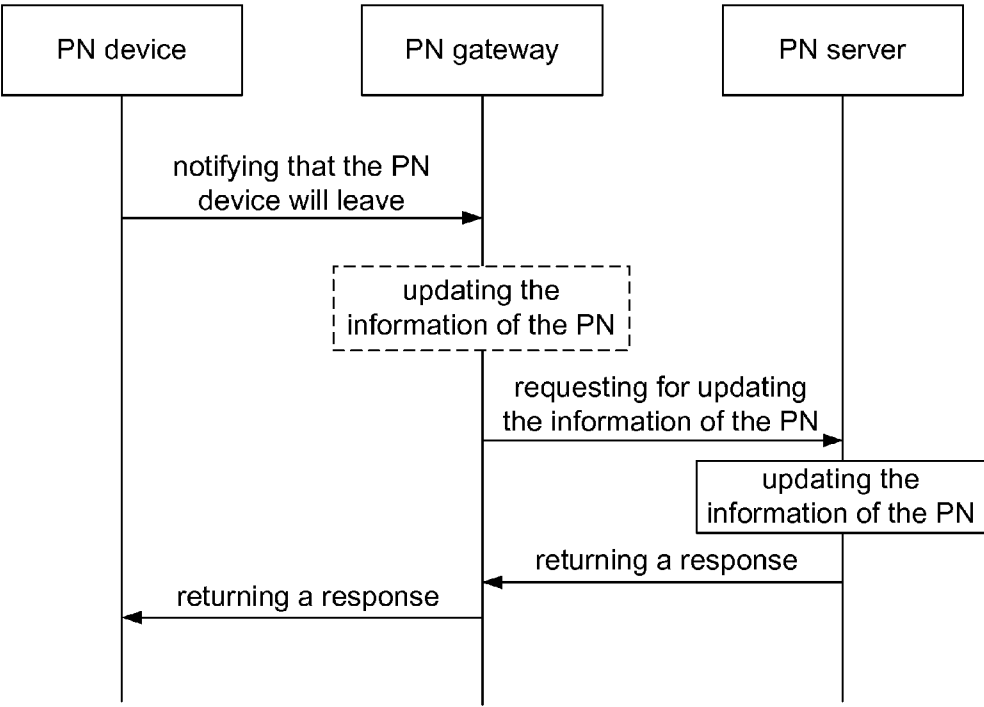 PN device
PN gateway
PN server
notifying that the PN
device will leave
updating the
information of the PN
requesting for updating
the information of the PN
updating the
information of the PN
returning a response
returning a response